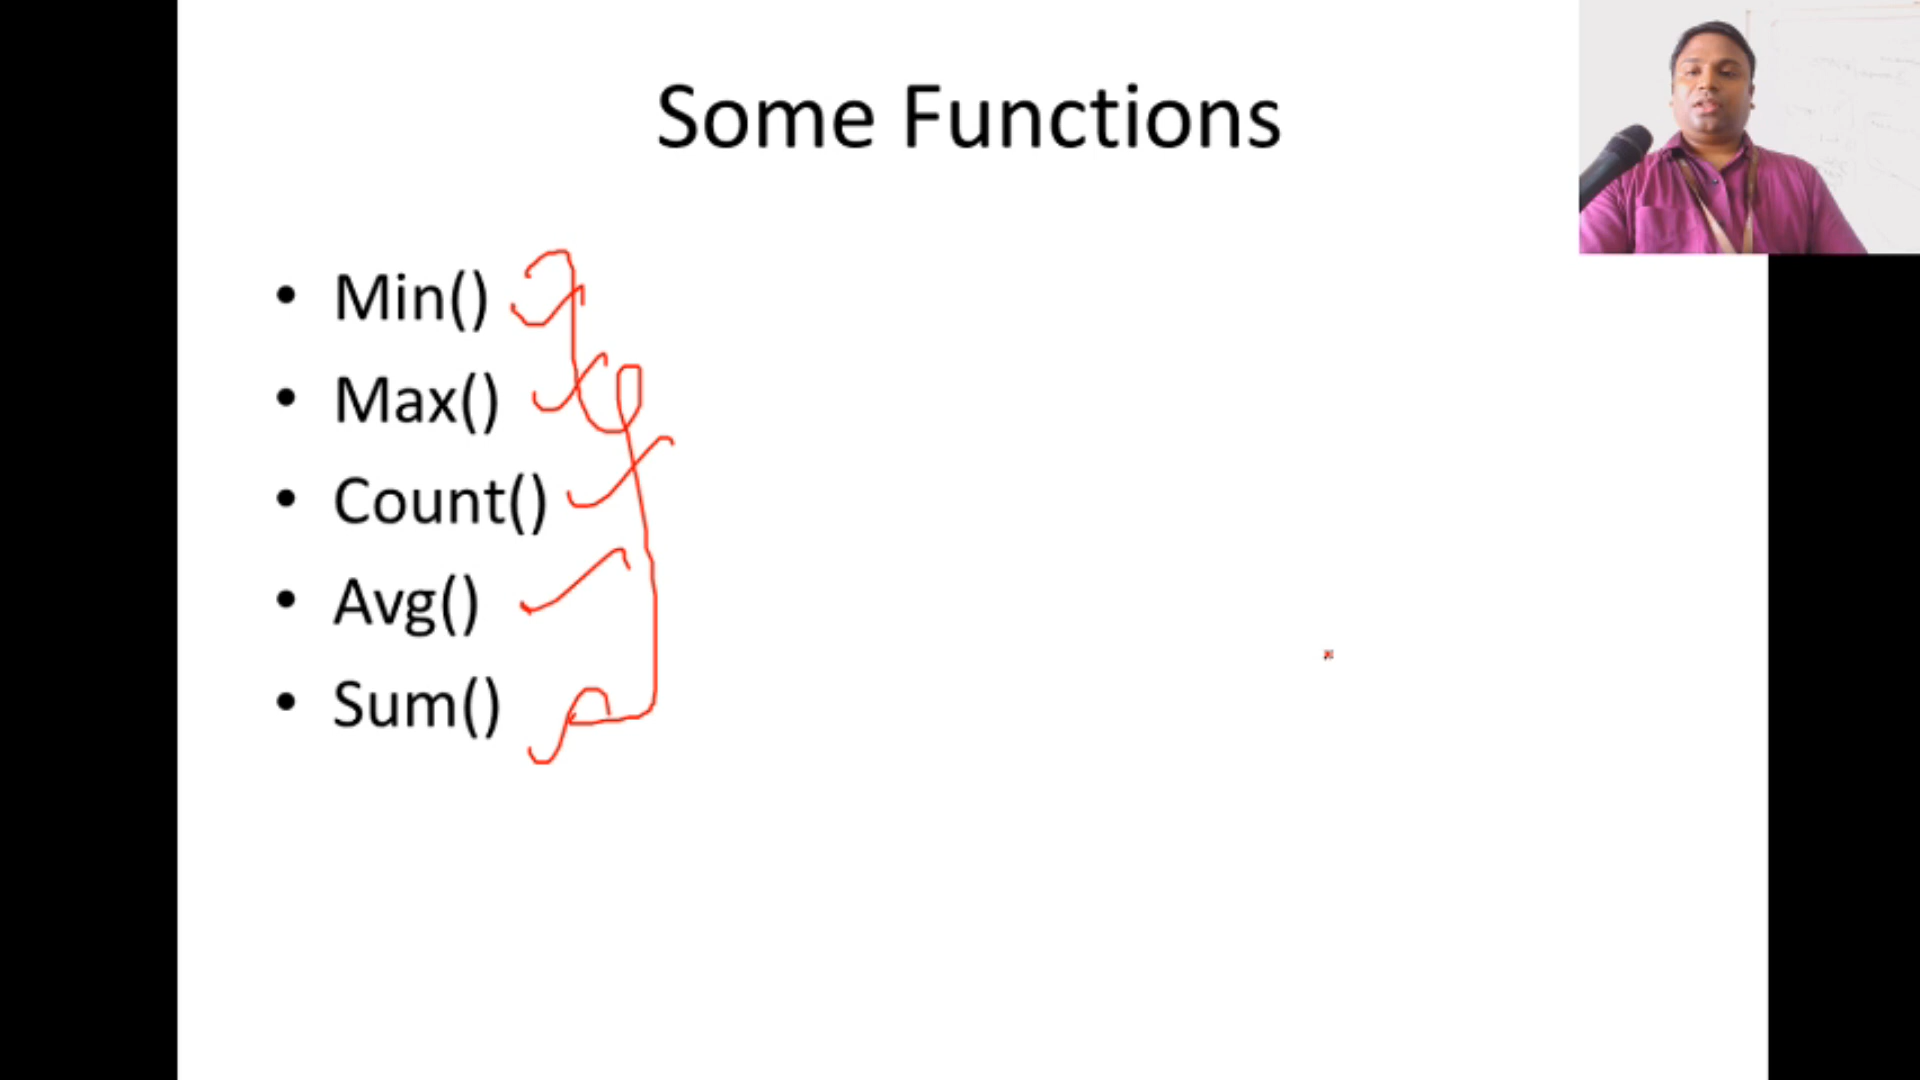 Some Functions
• Min()
• Max()
• Count()
• Avg()
• Sum()